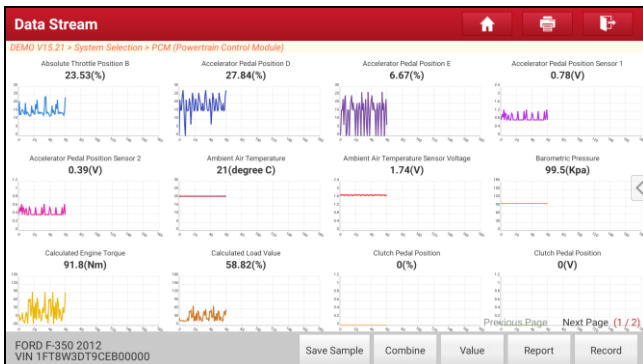 Data Stream
DEMO V15.21 > System Selection > PCM (Powertrain Control Module)
Absolute Throttle Position B
23.53(%)
Accelerator Pedal Position D
27.84(%)
Accelerator Pedal Position E
6.67(%)
Accelerator Pedal Position Sensor 1
0.78(V)
Accelerator Pedal Position Sensor 2
0.39(V)
Ambient Air Temperature
21(degree C)
Ambient Air Temperature Sensor Voltage
1.74(V)
Barometric Pressure
99.5(Kpa)
Calculated Engine Torque
91.8(Nm)
Calculated Load Value
58.82(%)
Clutch Pedal Position
0(%)
Clutch Pedal Position
0(V)
Previous Page Next Page (1 / 2)
FORD F-350 2012
VIN 1FT8W3DT9CEB00000
Save Sample
Combine
Value
Report
Record